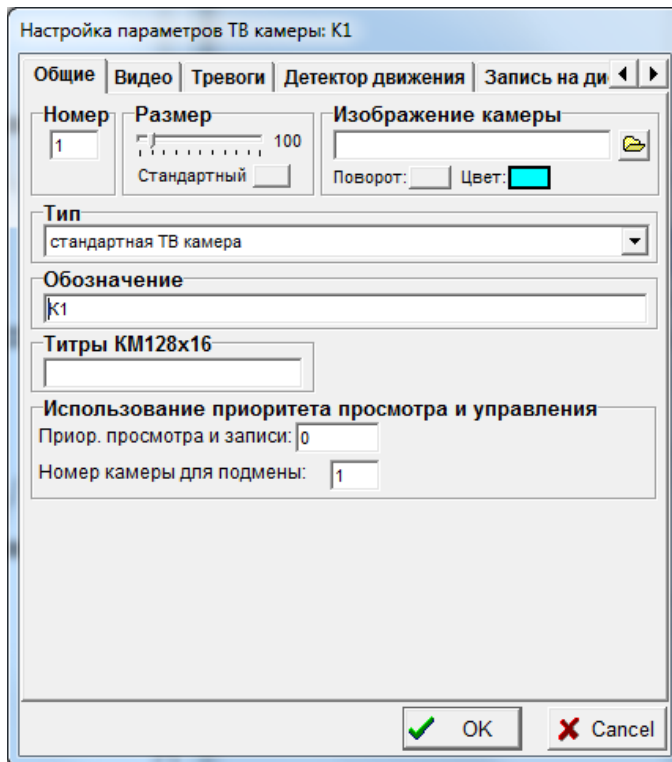 Настройка параметров ТВ камеры: К1
Общие Видео Тревоги Детектор движения Запись на ди
Номер Размер Изображение камеры
1 100
Стандартный Поворот: Цвет:
Тип
стандартная ТВ камера
Обозначение
К1
Титры КМ128х16
Использование приоритета просмотра и управления
Приор. просмотра и записи: 0
Номер камеры для подмены: 1
OK Cancel